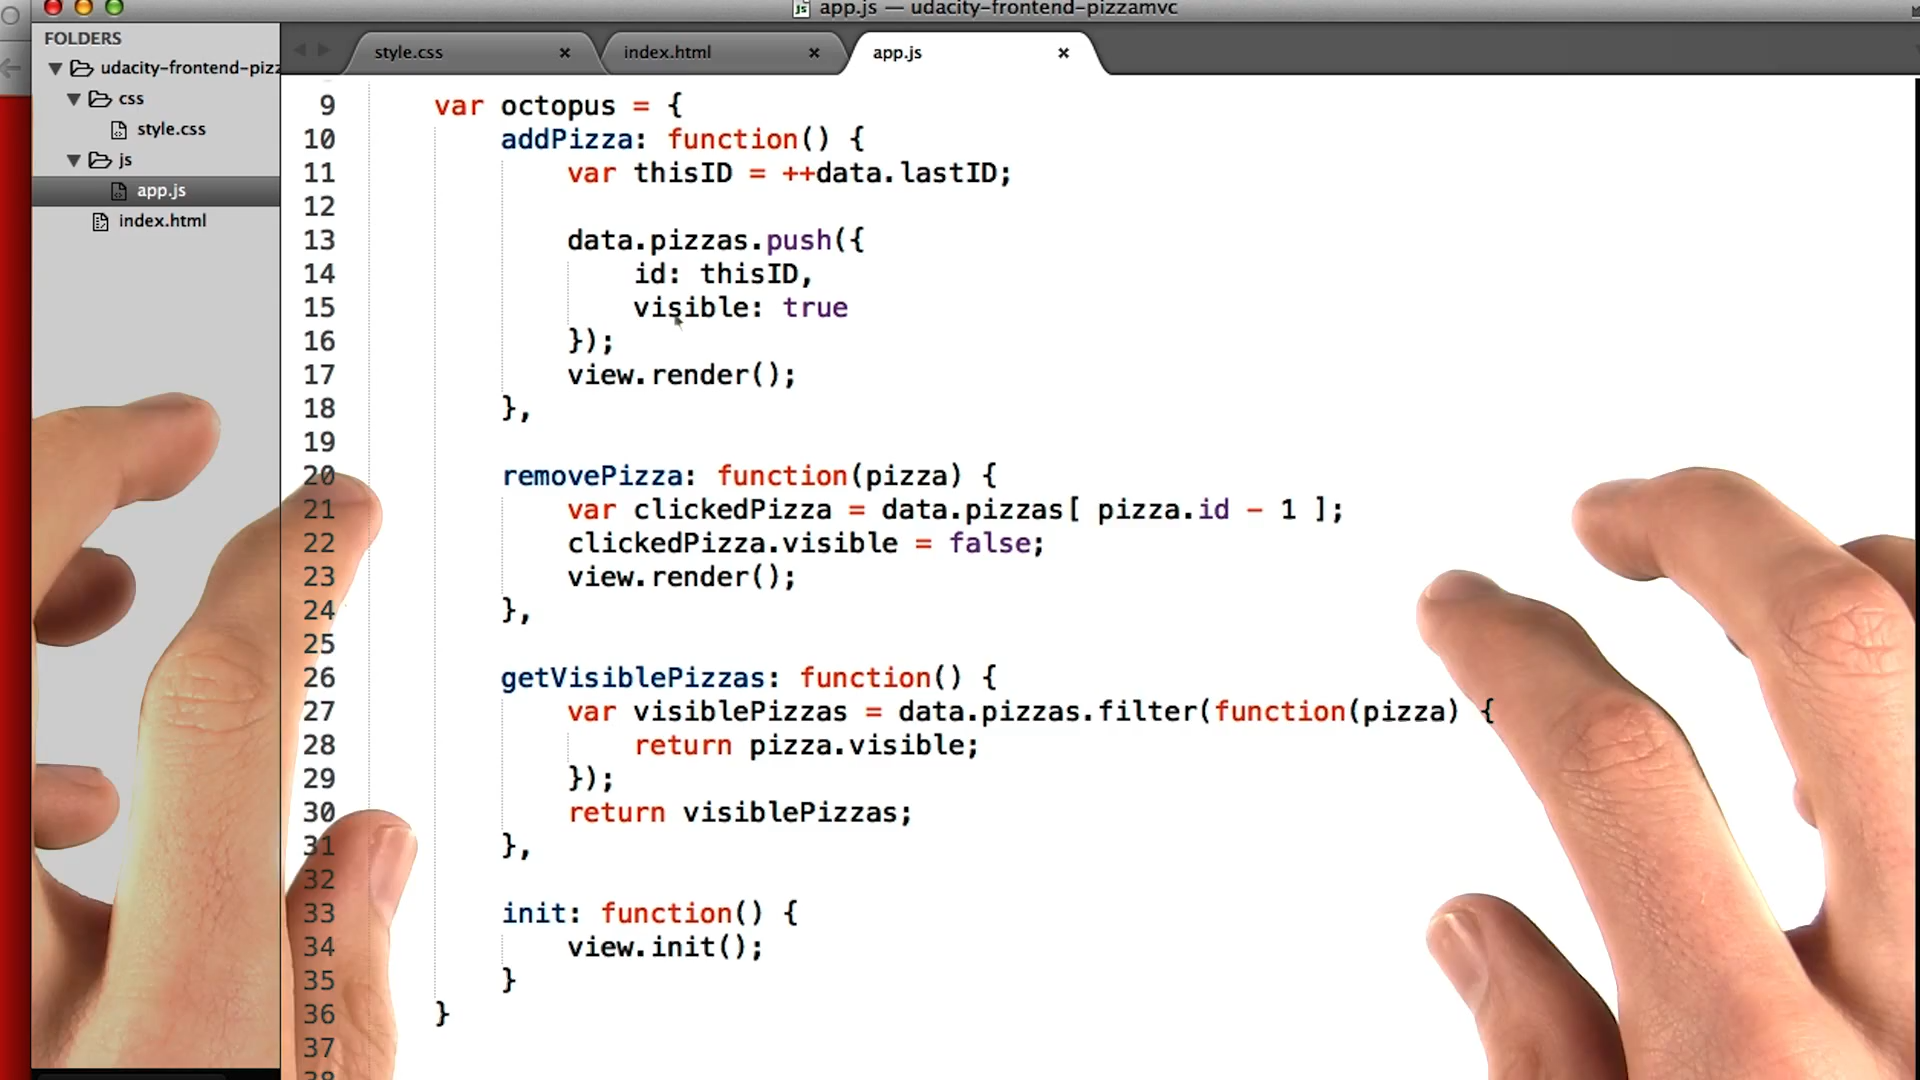 app.js — udacity-frontend-pizzamvc
FOLDERS
udacity-frontend-pizz
css
style.css
js
app.js
index.html
style.css ×
index.html ×
app.js ×
9 var octopus = {
10 addPizza: function() {
11 var thisID = ++data.lastID;
12
13 data.pizzas.push({
14 id: thisID,
15 visible: true
16 });
17 view.render();
18 },
19
20 removePizza: function(pizza) {
21 var clickedPizza = data.pizzas[ pizza.id - 1 ];
22 clickedPizza.visible = false;
23 view.render();
24 },
25
26 getVisiblePizzas: function() {
27 var visiblePizzas = data.pizzas.filter(function(pizza) {
28 return pizza.visible;
29 });
30 return visiblePizzas;
31 },
32
33 init: function() {
34 view.init();
35 }
36 }
37
38